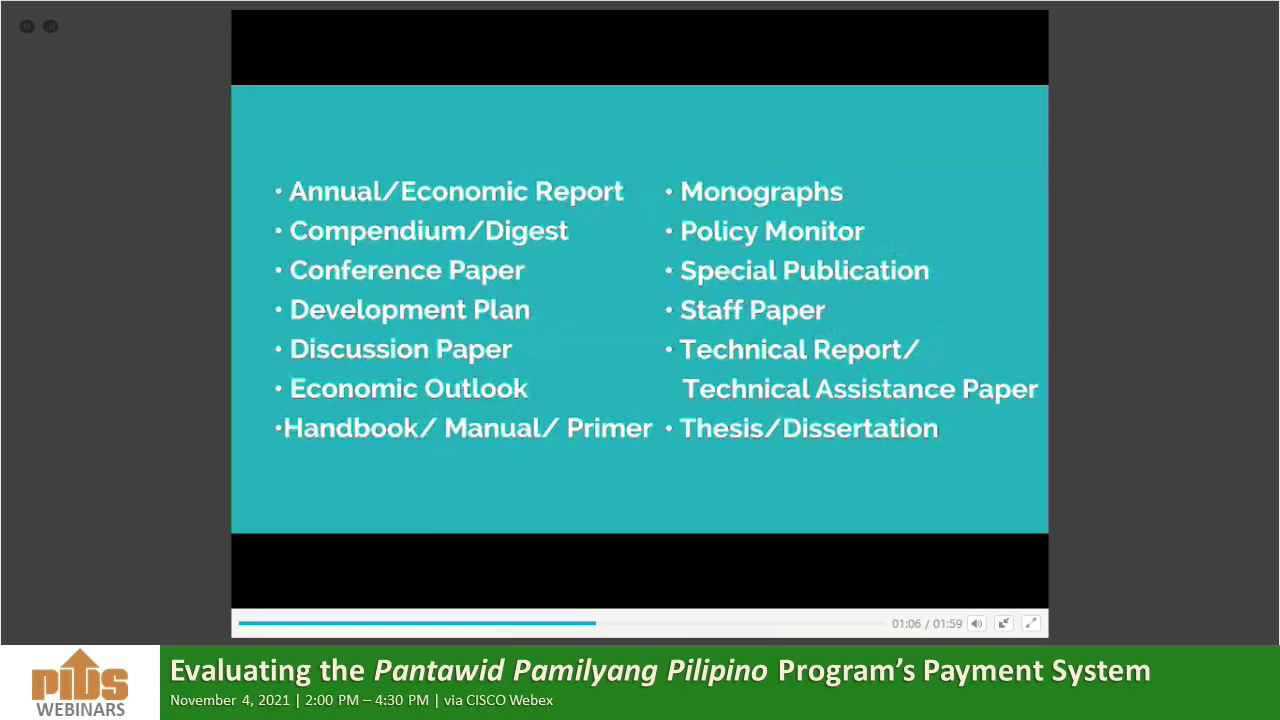 • Annual/Economic Report
• Compendium/Digest
• Conference Paper
• Development Plan
• Discussion Paper
• Economic Outlook
•Handbook/ Manual/ Primer
• Monographs
• Policy Monitor
• Special Publication
• Staff Paper
• Technical Report/
Technical Assistance Paper
• Thesis/Dissertation
01:06 / 01:59
pids
WEBINARS
Evaluating the Pantawid Pamilyang Pilipino Program's Payment System
November 4, 2021 | 2:00 PM – 4:30 PM | via CISCO Webex